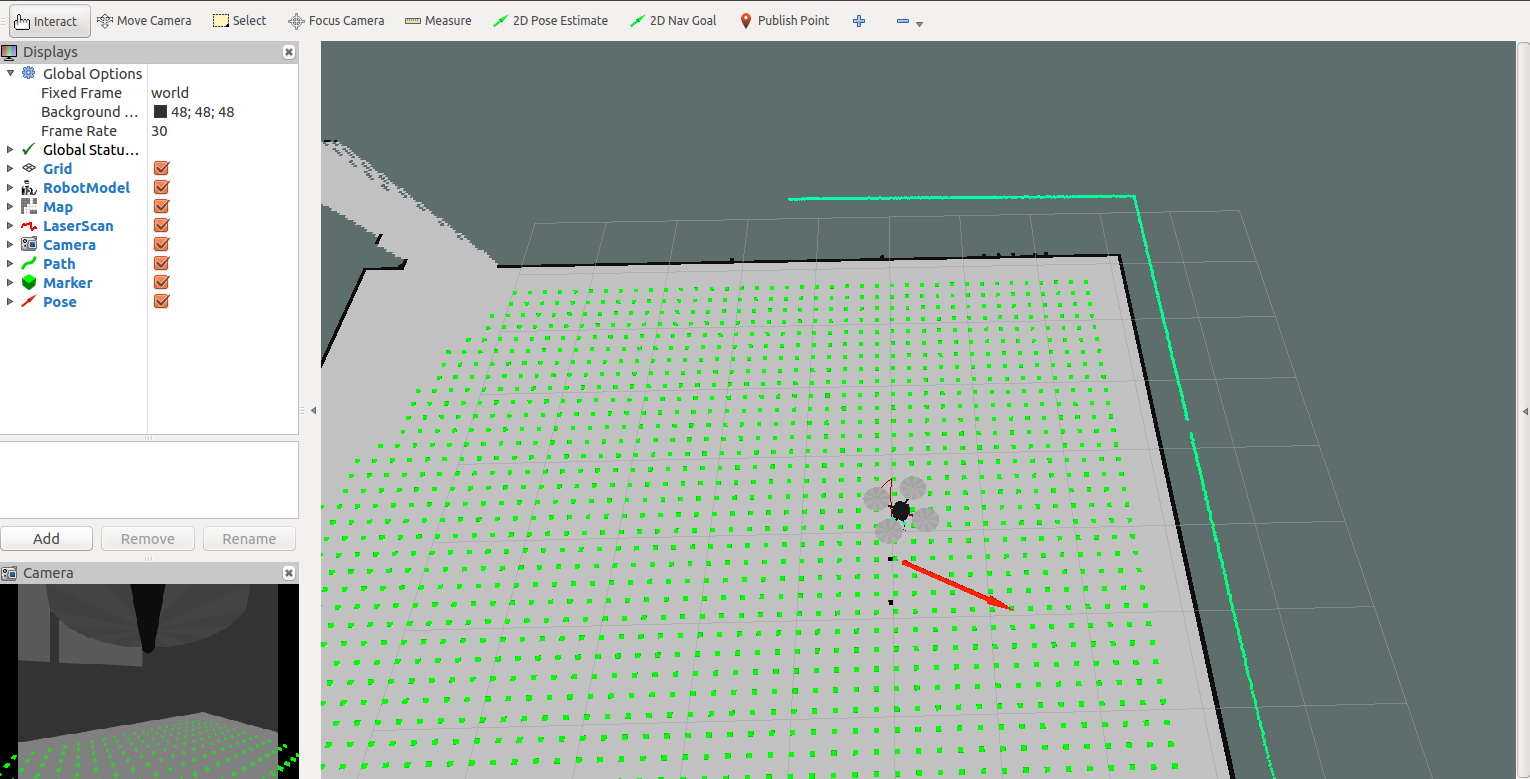 Interact Move Camera Select Focus Camera Measure 2D Pose Estimate 2D Nav Goal Publish Point
Displays
Global Options
Fixed Frame world
Background ... 48; 48; 48
Frame Rate 30
Global Statu...
Grid
RobotModel
Map
LaserScan
Camera
Path
Marker
Pose
Add Remove Rename
Camera